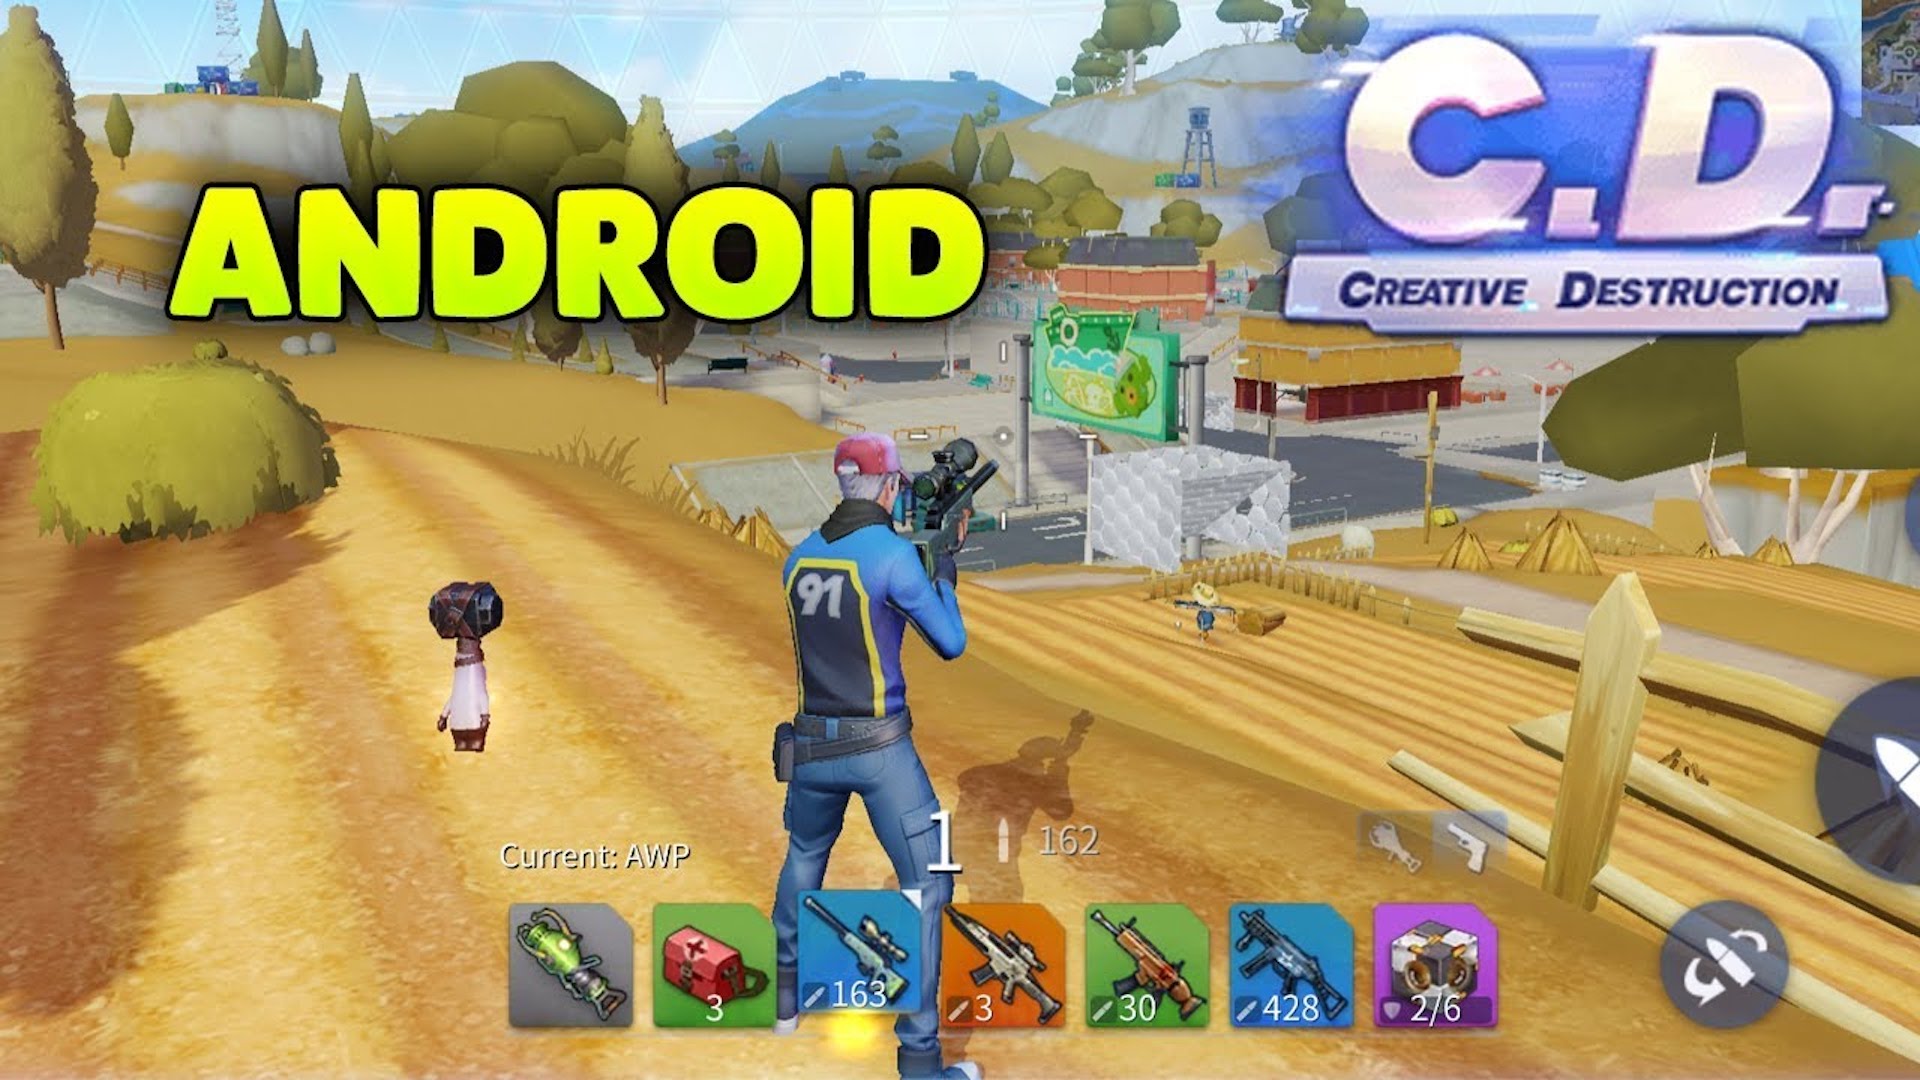 C.D.
CREATIVE DESTRUCTION
ANDROID
91
Current: AWP
1 162
3
163
3
30
428
2/6